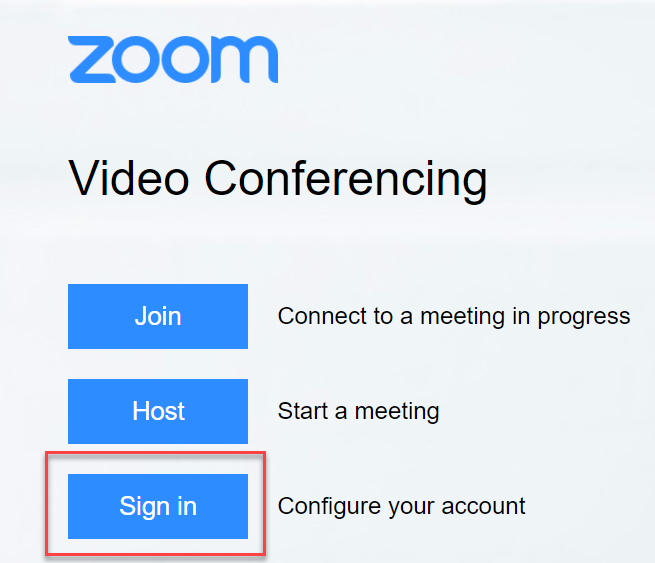 zoom
Video Conferencing
Join Connect to a meeting in progress
Host Start a meeting
Sign in Configure your account